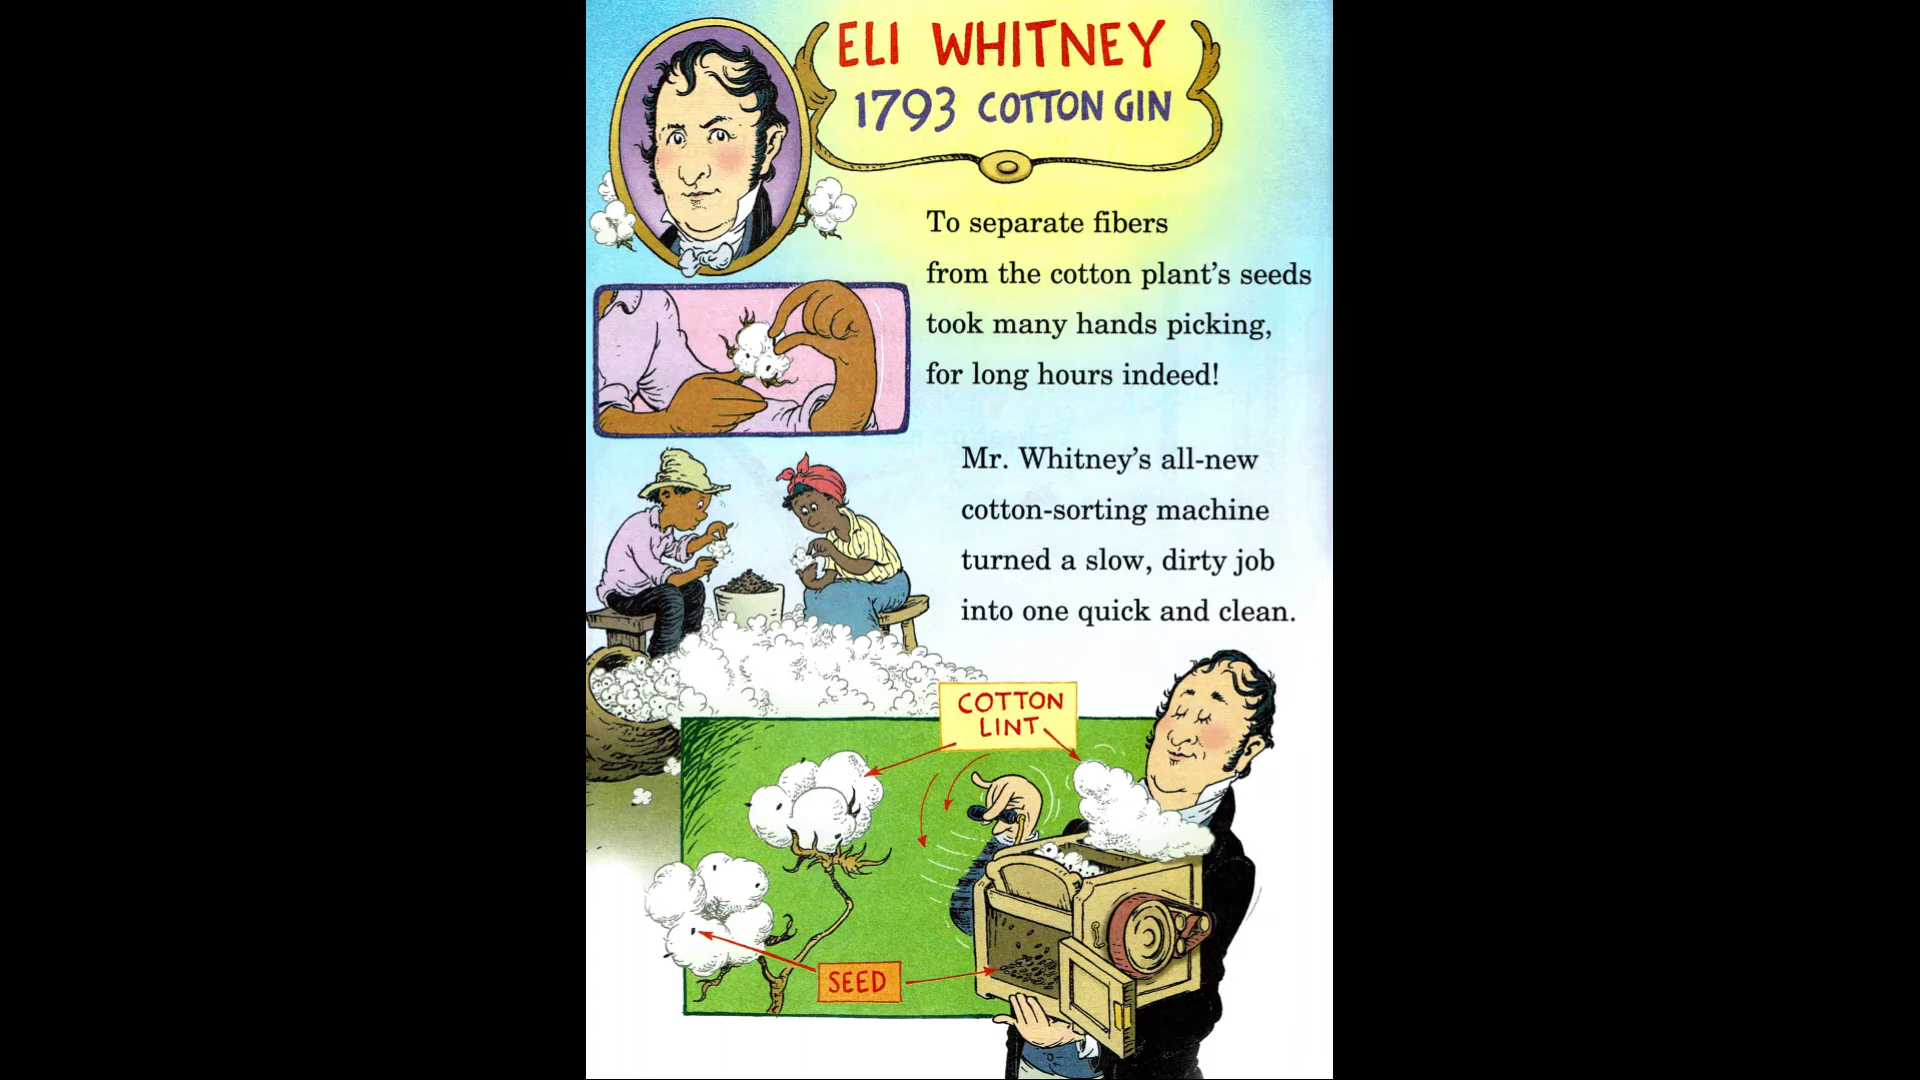 ELI WHITNEY
1793 COTTON GIN
To separate fibers
from the cotton plant's seeds
took many hands picking,
for long hours indeed!
Mr. Whitney's all-new
cotton-sorting machine
turned a slow, dirty job
into one quick and clean.
COTTON
LINT
SEED